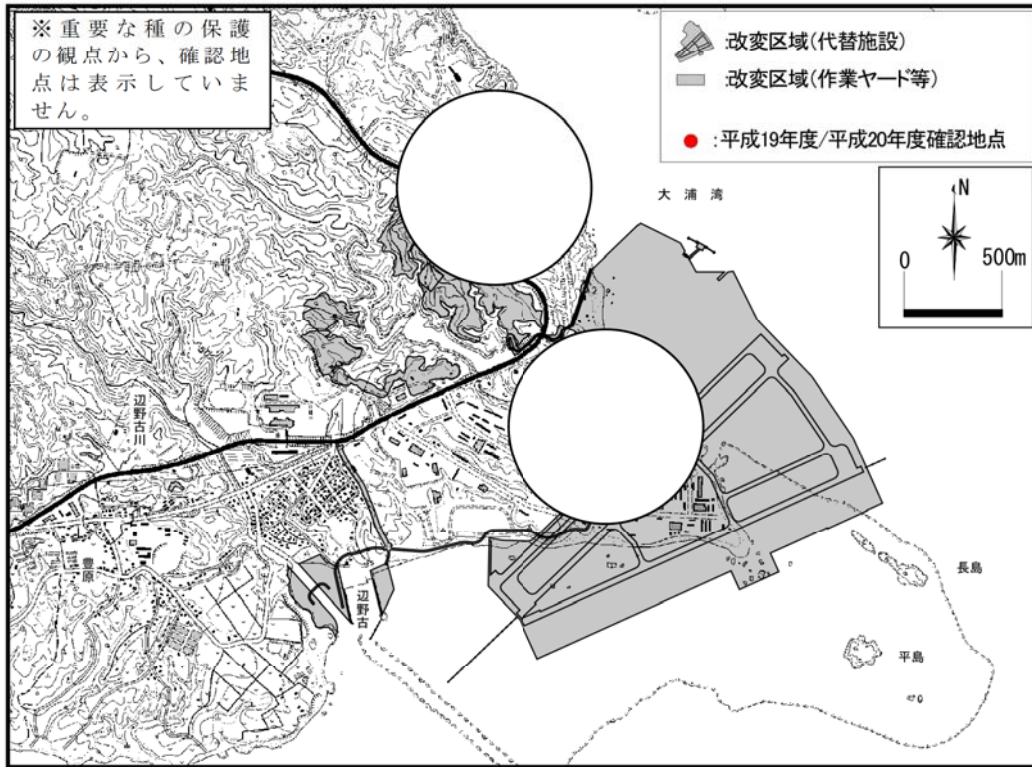 ※重要な種の保護
の観点から、確認地
点は表示していま
せん。
:改変区域(代替施設)
:改変区域(作業ヤード等)
:平成19年度/平成20年度確認地点
大浦湾
N
0 500m
辺野古川
豊原
辺野古
長島
平島